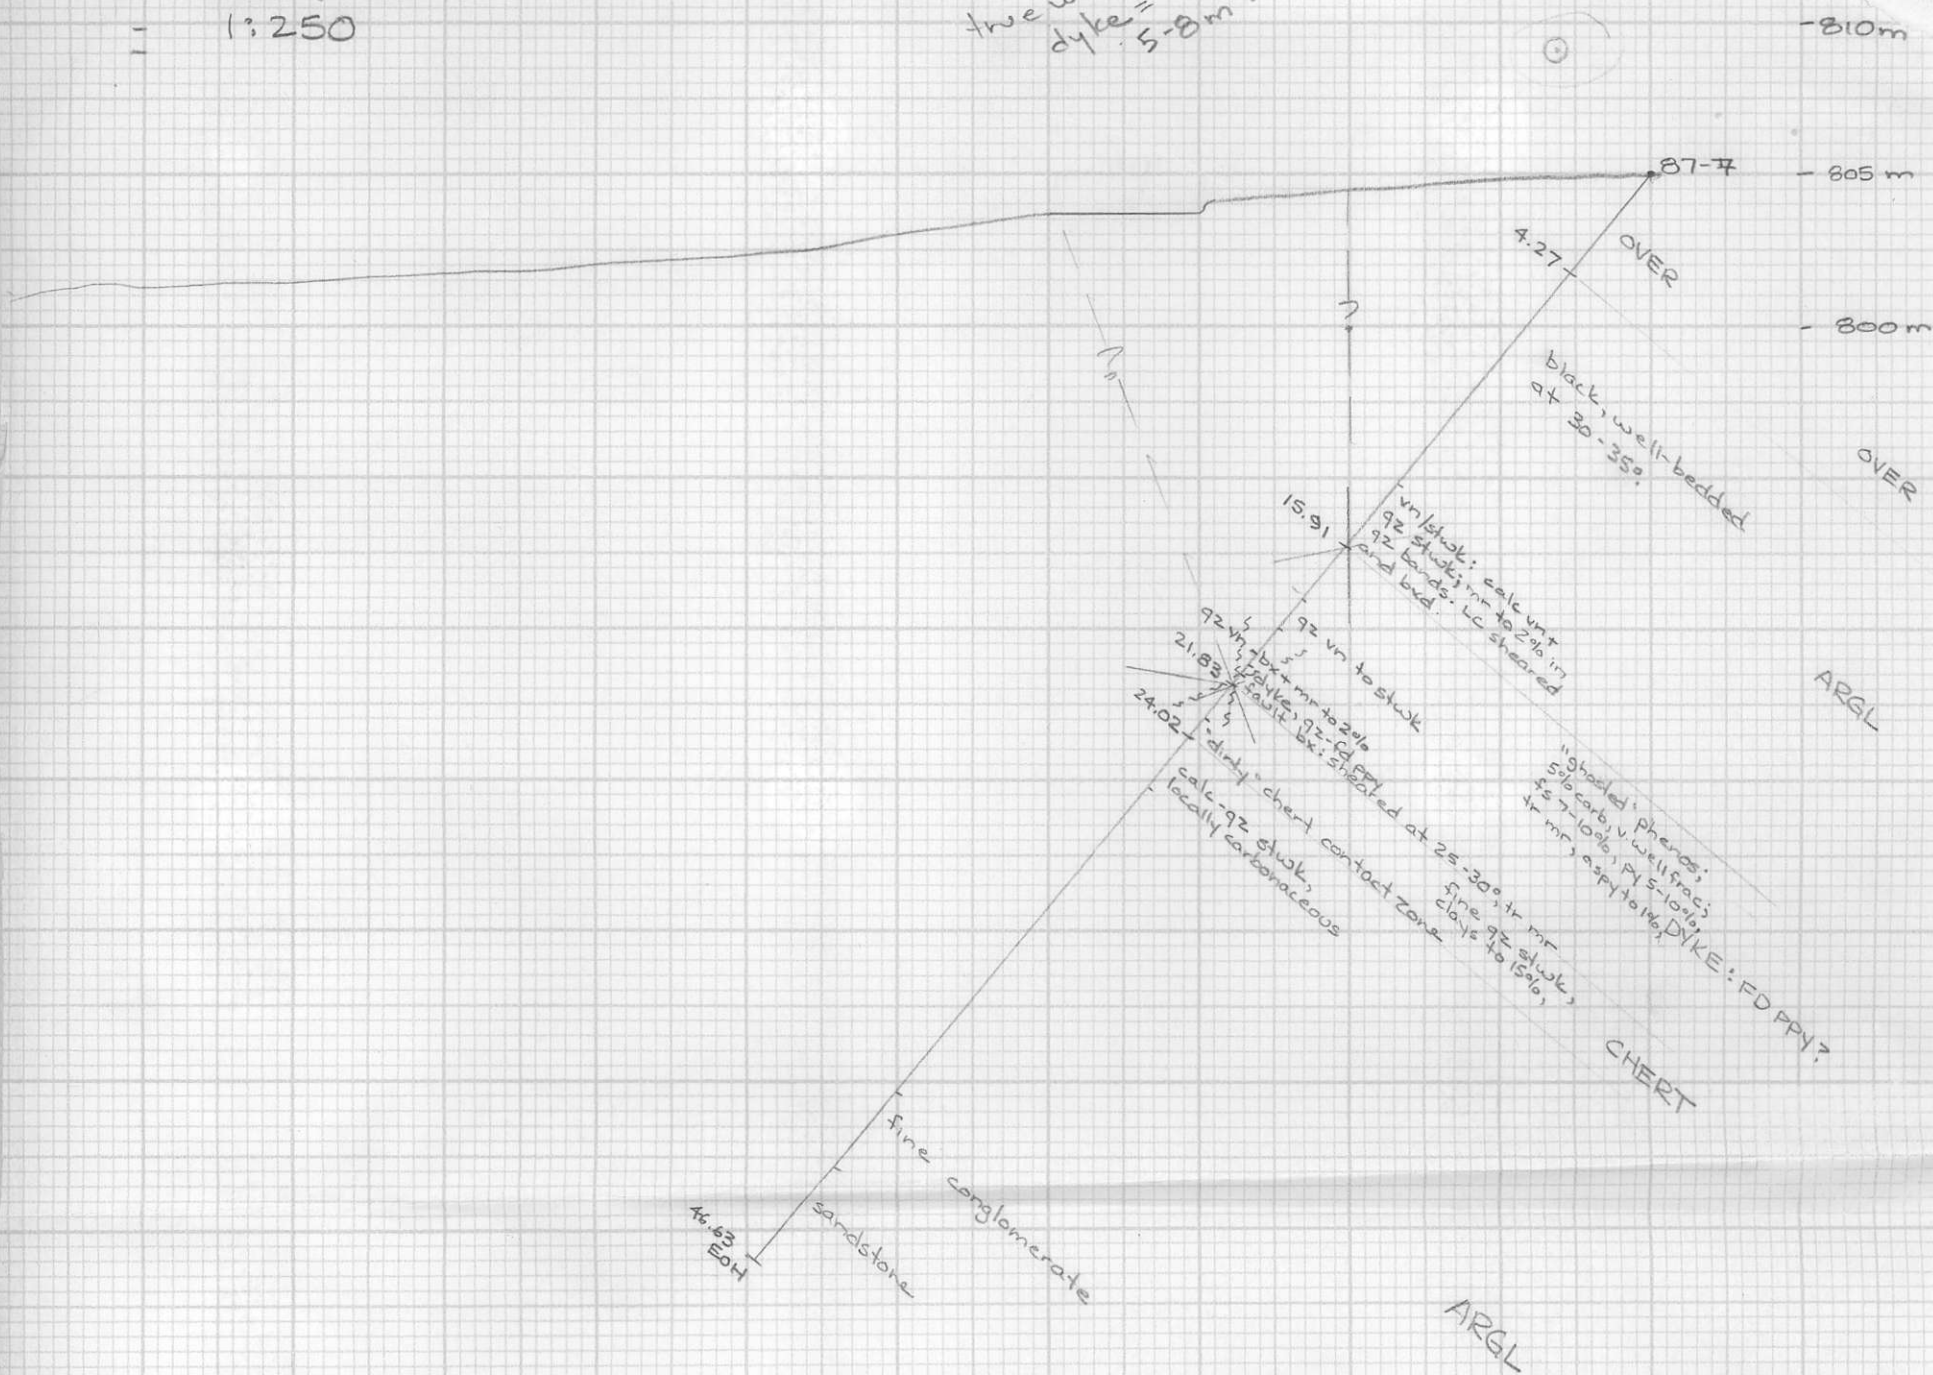 1:250
true
dyke =
5-8m
-810m
87-7
- 805 m
4.27
OVER
- 800m
?
?
black, well-bedded
at 30-35°.
OVER
15.91
vn/stwk: calc vn +
qz stwk; mr to 2% in
qz bands. LC sheared
and bxd.
ARGL
qz vn to stwk
qz vn-bx + mr to 2%
21.83
dyke, qz-fd ppy
fault bx: sheared at 25-30°, tr mr
24.02
"dirty" chert contact zone
calc-qz stwk,
locally carbonaceous
"ghosted" phenos;
5% carb, v. well frac;
fs 7-10%, py 5-10%,
tr mr, aspy to 1%,
fine qz stwk,
clays to 15%,
DYKE: FD PPY?
CHERT
fine conglomerate
sandstone
46.63
EOH
ARGL